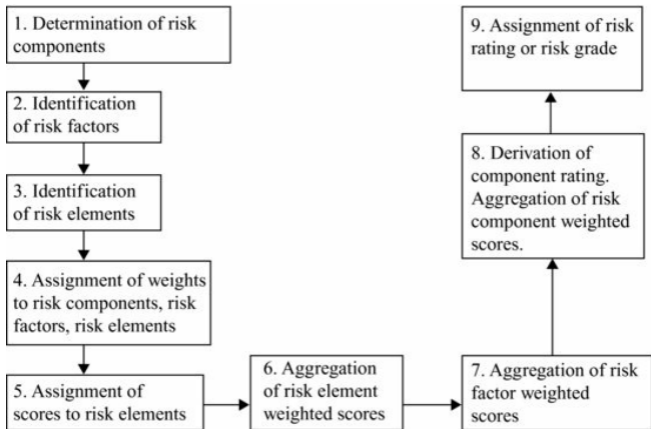 1. Determination of risk
components
2. Identification
of risk factors
3. Identification
of risk elements
4. Assignment of weights
to risk components, risk
factors, risk elements
5. Assignment of
scores to risk elements
6. Aggregation
of risk element
weighted scores
7. Aggregation of risk
factor weighted
scores
8. Derivation of
component rating.
Aggregation of risk
component weighted
scores.
9. Assignment of risk
rating or risk grade